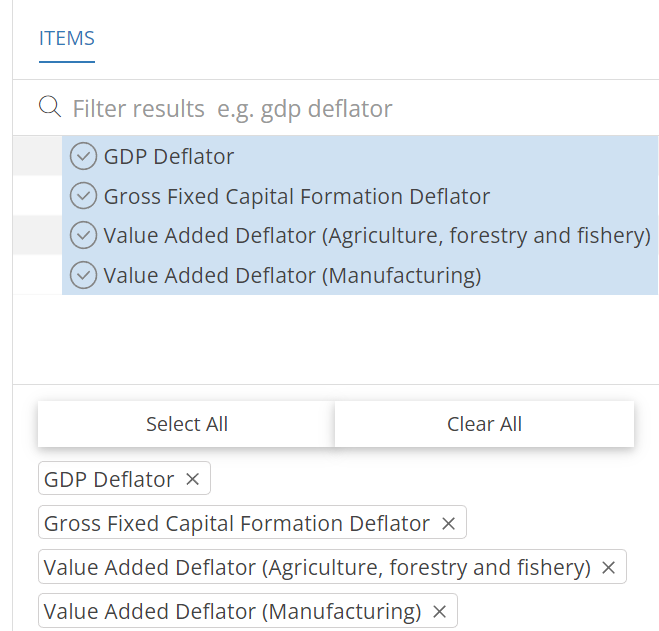 ITEMS
Filter results e.g. gdp deflator
GDP Deflator
Gross Fixed Capital Formation Deflator
Value Added Deflator (Agriculture, forestry and fishery)
Value Added Deflator (Manufacturing)
Select All Clear All
GDP Deflator ×
Gross Fixed Capital Formation Deflator ×
Value Added Deflator (Agriculture, forestry and fishery) ×
Value Added Deflator (Manufacturing) ×